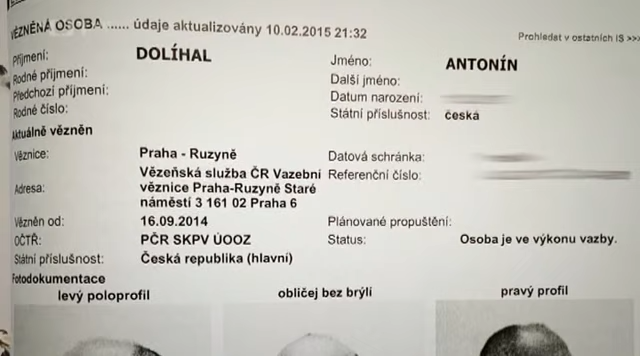 VĚZNĚNÁ OSOBA ...... údaje aktualizovány 10.02.2015 21:32
Prohledat v ostatních IS >>>
Příjmení: DOLÍHAL Jméno: ANTONÍN
Rodné příjmení: Další jméno:
Předchozí příjmení: Datum narození:
Rodné číslo: Státní příslušnost: česká
Aktuálně vězněn
Věznice: Praha - Ruzyně Datová schránka:
Vězeňská služba ČR Vazební Referenční číslo:
Adresa: věznice Praha-Ruzyně Staré
náměstí 3 161 02 Praha 6
Vězněn od: 16.09.2014 Plánované propuštění:
OČTŘ: PČR SKPV ÚOOZ Status: Osoba je ve výkonu vazby.
Státní příslušnost: Česká republika (hlavní)
Fotodokumentace
levý poloprofil obličej bez brýlí pravý profil